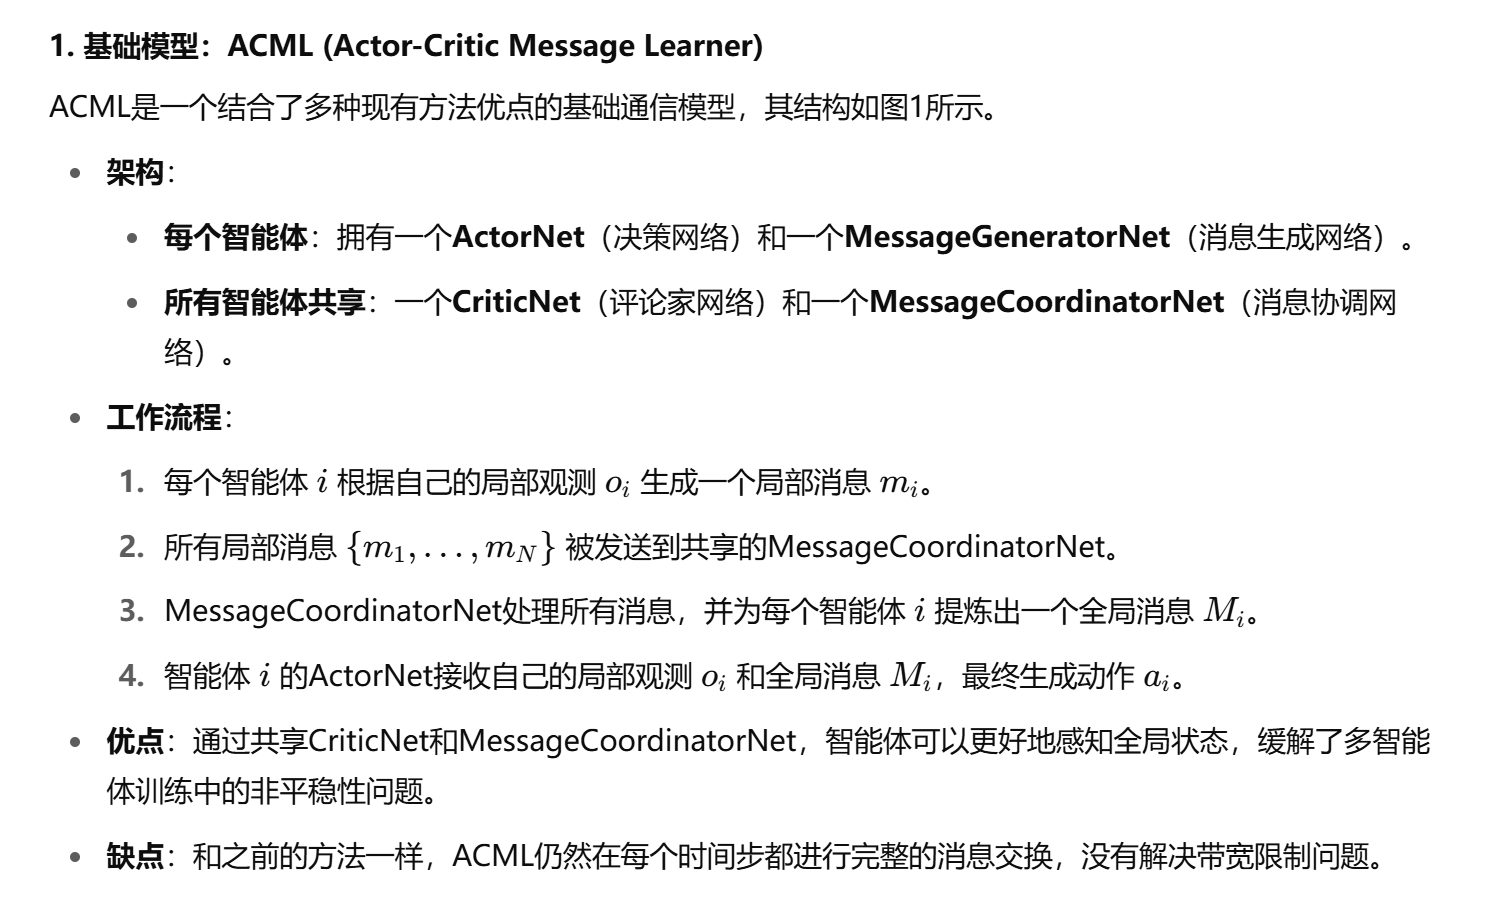 1. 基础模型：ACML (Actor-Critic Message Learner)
ACML是一个结合了多种现有方法优点的基础通信模型，其结构如图1所示。
• 架构：
• 每个智能体：拥有一个ActorNet（决策网络）和一个MessageGeneratorNet（消息生成网络）。
• 所有智能体共享：一个CriticNet（评论家网络）和一个MessageCoordinatorNet（消息协调网
络）。
• 工作流程：
1. 每个智能体 i 根据自己的局部观测 o_i 生成一个局部消息 m_i。
2. 所有局部消息 {m_1, . . . , m_N} 被发送到共享的MessageCoordinatorNet。
3. MessageCoordinatorNet处理所有消息，并为每个智能体 i 提炼出一个全局消息 M_i。
4. 智能体 i 的ActorNet接收自己的局部观测 o_i 和全局消息 M_i，最终生成动作 a_i。
• 优点：通过共享CriticNet和MessageCoordinatorNet，智能体可以更好地感知全局状态，缓解了多智能
体训练中的非平稳性问题。
• 缺点：和之前的方法一样，ACML仍然在每个时间步都进行完整的消息交换，没有解决带宽限制问题。